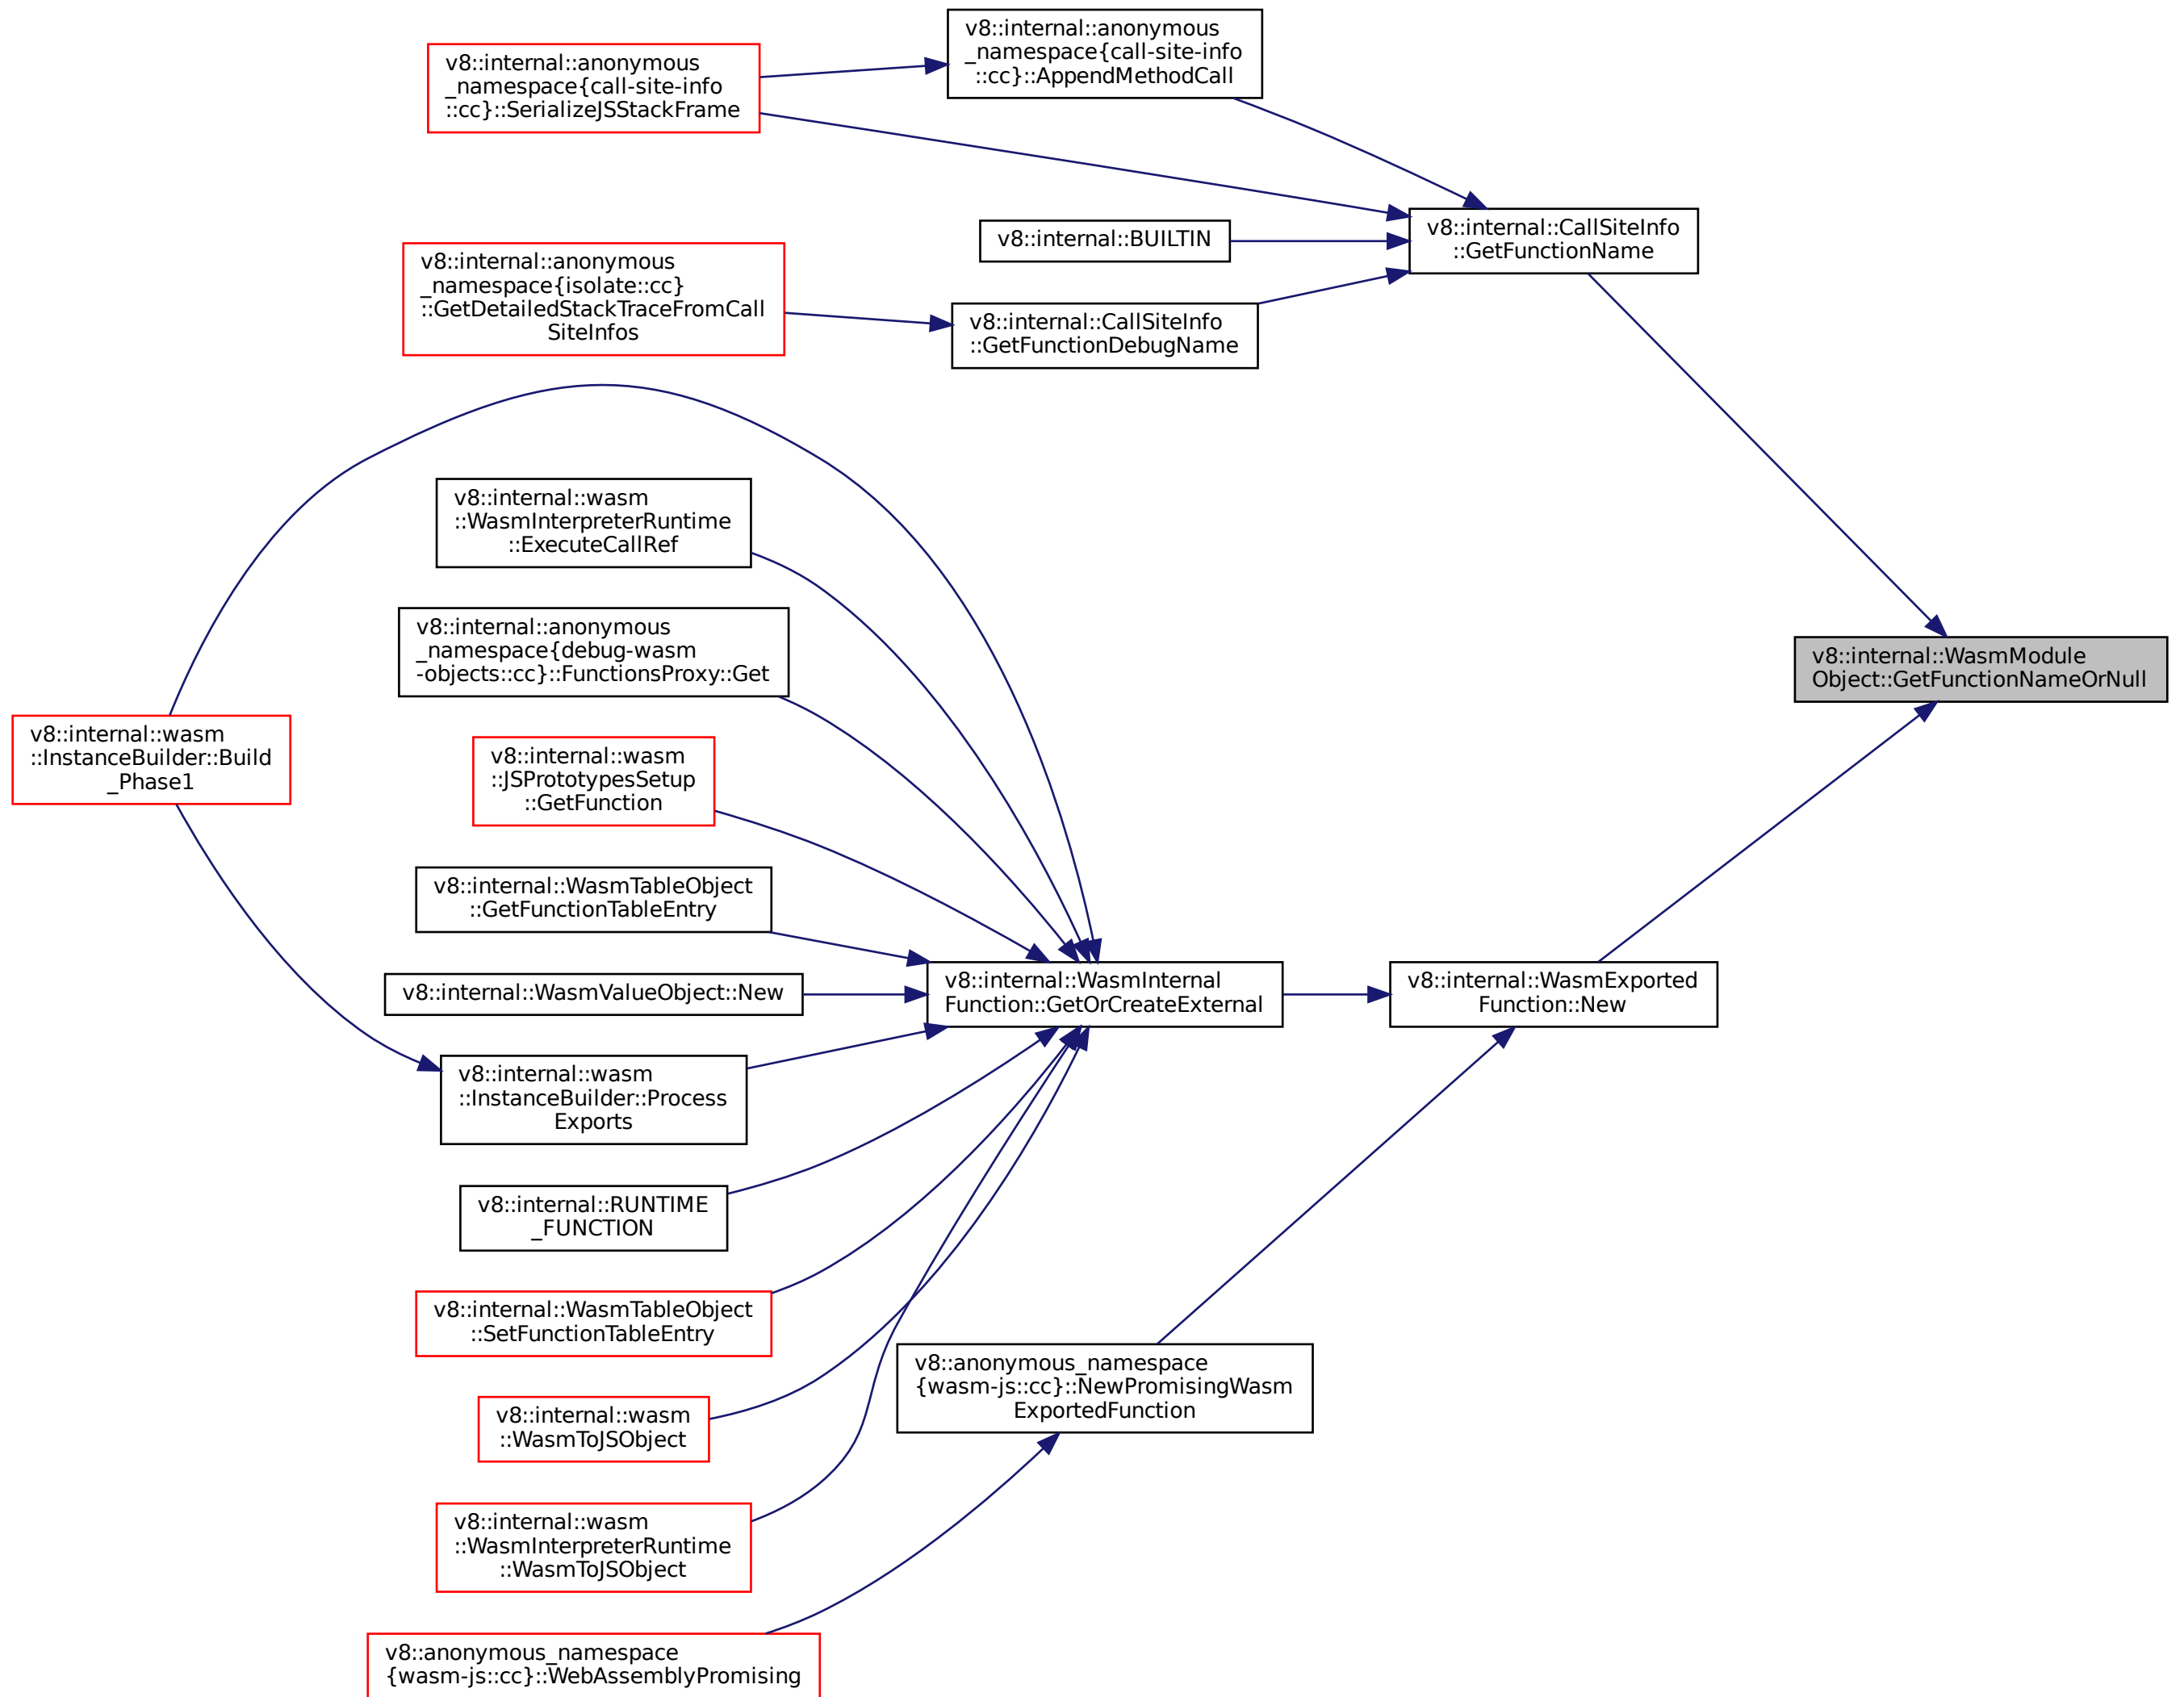 v8::internal::anonymous
_namespace{call-site-info
::cc}::AppendMethodCall
v8::internal::anonymous
_namespace{call-site-info
::cc}::SerializeJSStackFrame
v8::internal::CallSiteInfo
::GetFunctionName
v8::internal::BUILTIN
v8::internal::anonymous
_namespace{isolate::cc}
::GetDetailedStackTraceFromCall
SiteInfos
v8::internal::CallSiteInfo
::GetFunctionDebugName
v8::internal::wasm
::WasmInterpreterRuntime
::ExecuteCallRef
v8::internal::anonymous
_namespace{debug-wasm
-objects::cc}::FunctionsProxy::Get
v8::internal::WasmModule
Object::GetFunctionNameOrNull
v8::internal::wasm
::InstanceBuilder::Build
_Phase1
v8::internal::wasm
::JSPrototypesSetup
::GetFunction
v8::internal::WasmTableObject
::GetFunctionTableEntry
v8::internal::WasmValueObject::New
v8::internal::WasmInternal
Function::GetOrCreateExternal
v8::internal::WasmExported
Function::New
v8::internal::wasm
::InstanceBuilder::Process
Exports
v8::internal::RUNTIME
_FUNCTION
v8::internal::WasmTableObject
::SetFunctionTableEntry
v8::anonymous_namespace
{wasm-js::cc}::NewPromisingWasm
ExportedFunction
v8::internal::wasm
::WasmToJSObject
v8::internal::wasm
::WasmInterpreterRuntime
::WasmToJSObject
v8::anonymous_namespace
{wasm-js::cc}::WebAssemblyPromising